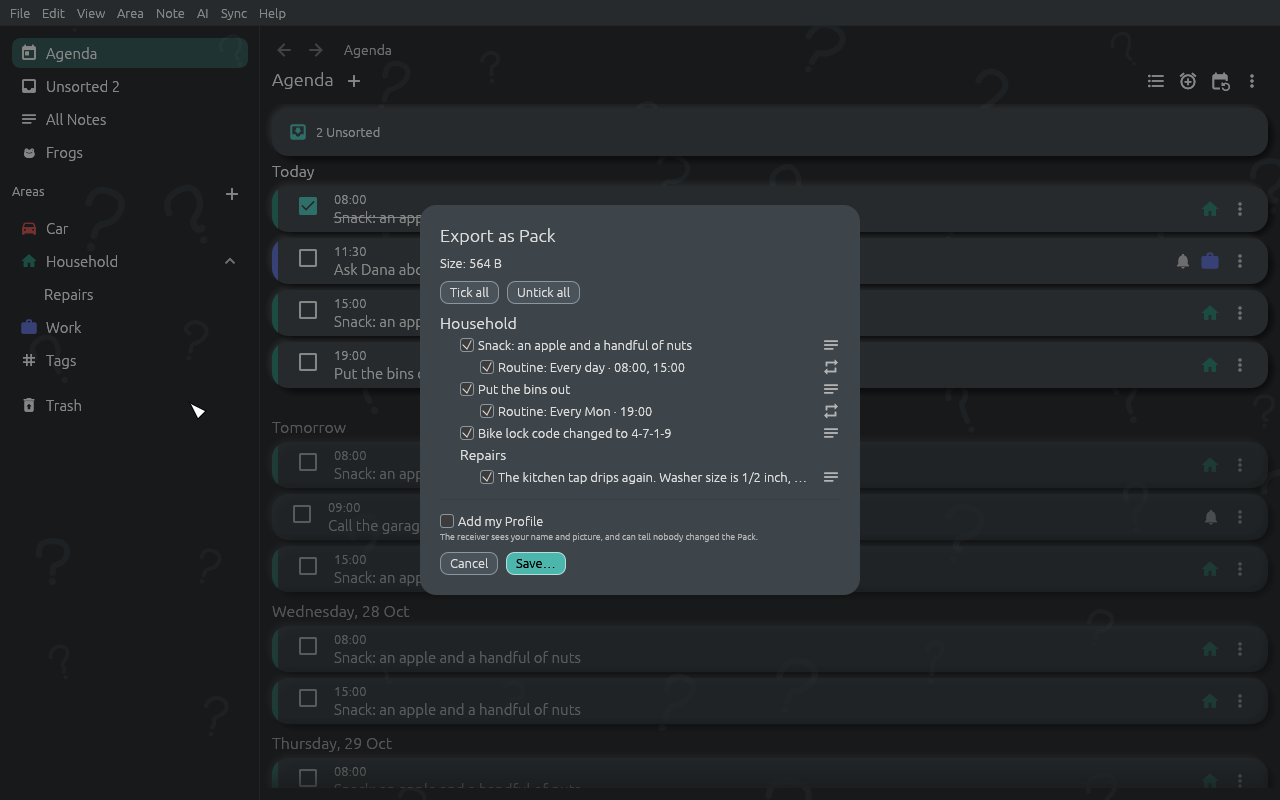 File Edit View Area Note AI Sync Help
Agenda
Unsorted 2
All Notes
Frogs
Areas
Car
Household
Repairs
Work
Tags
Trash
Agenda
Agenda
2 Unsorted
Today
08:00
Snack: an app
11:30
Ask Dana abo
15:00
Snack: an app
19:00
Put the bins o
Tomorrow
08:00
Snack: an app
09:00
Call the garag
15:00
Snack: an app
Wednesday, 28 Oct
08:00
Snack: an apple and a handful of nuts
15:00
Snack: an apple and a handful of nuts
Thursday, 29 Oct
08:00
Snack: an apple and a handful of nuts
Export as Pack
Size: 564 B
Tick all Untick all
Household
Snack: an apple and a handful of nuts
Routine: Every day · 08:00, 15:00
Put the bins out
Routine: Every Mon · 19:00
Bike lock code changed to 4-7-1-9
Repairs
The kitchen tap drips again. Washer size is 1/2 inch, …
Add my Profile
The receiver sees your name and picture, and can tell nobody changed the Pack.
Cancel Save…